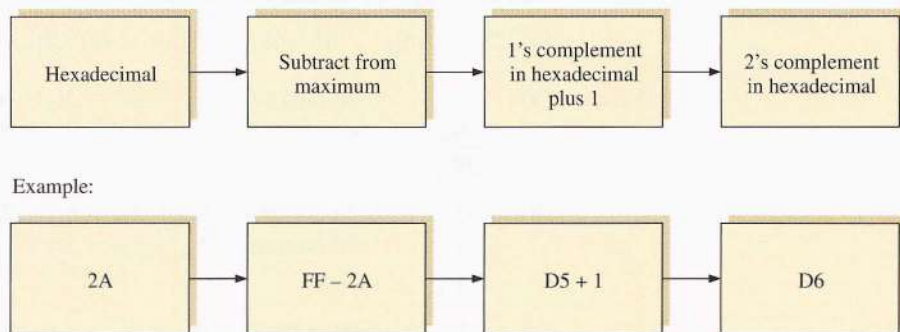 Hexadecimal
Subtract from
maximum
1's complement
in hexadecimal
plus 1
2's complement
in hexadecimal
Example:
2A
FF – 2A
D5 + 1
D6